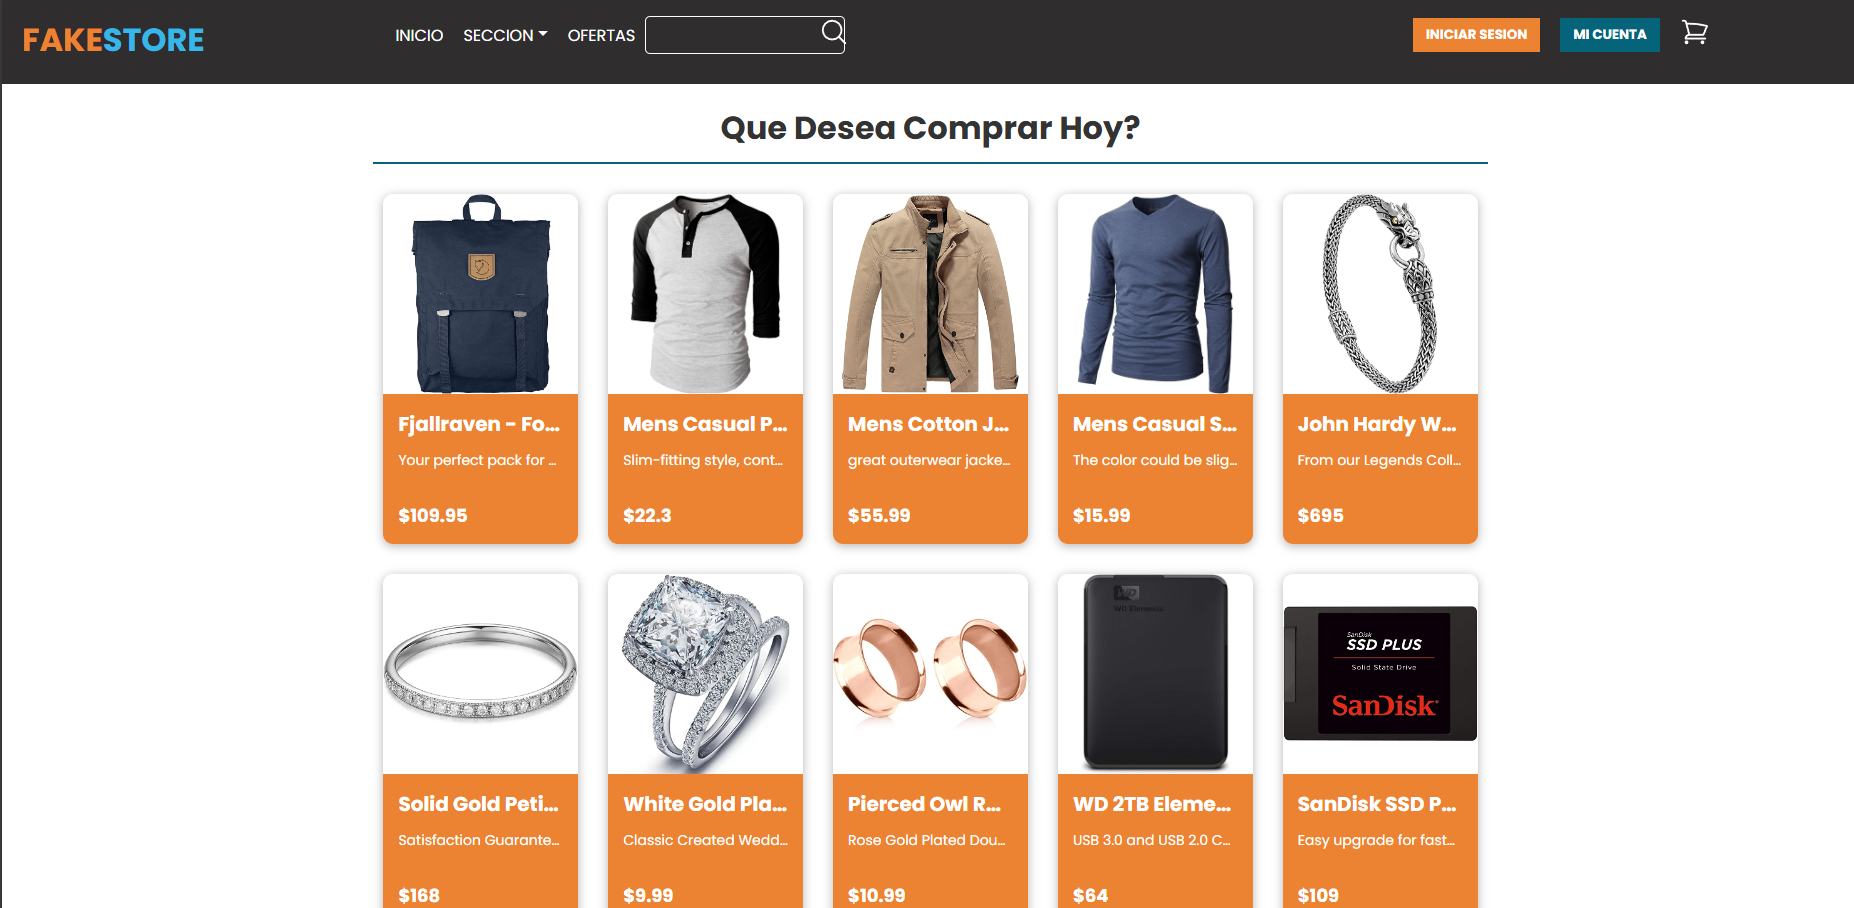 FAKESTORE
INICIO SECCION OFERTAS
INICIAR SESION MI CUENTA
Que Desea Comprar Hoy?
Fjallraven - Fo...
Your perfect pack for ...
$109.95
Mens Casual P...
Slim-fitting style, cont...
$22.3
Mens Cotton J...
great outerwear jacke...
$55.99
Mens Casual S...
The color could be slig...
$15.99
John Hardy W...
From our Legends Coll...
$695
Solid Gold Peti...
Satisfaction Guarante...
$168
White Gold Pla...
Classic Created Wedd...
$9.99
Pierced Owl R...
Rose Gold Plated Dou...
$10.99
WD
WD Elements
WD 2TB Eleme...
USB 3.0 and USB 2.0 C...
$64
SanDisk
SSD PLUS
Solid State Drive
SanDisk
SanDisk SSD P...
Easy upgrade for fast...
$109